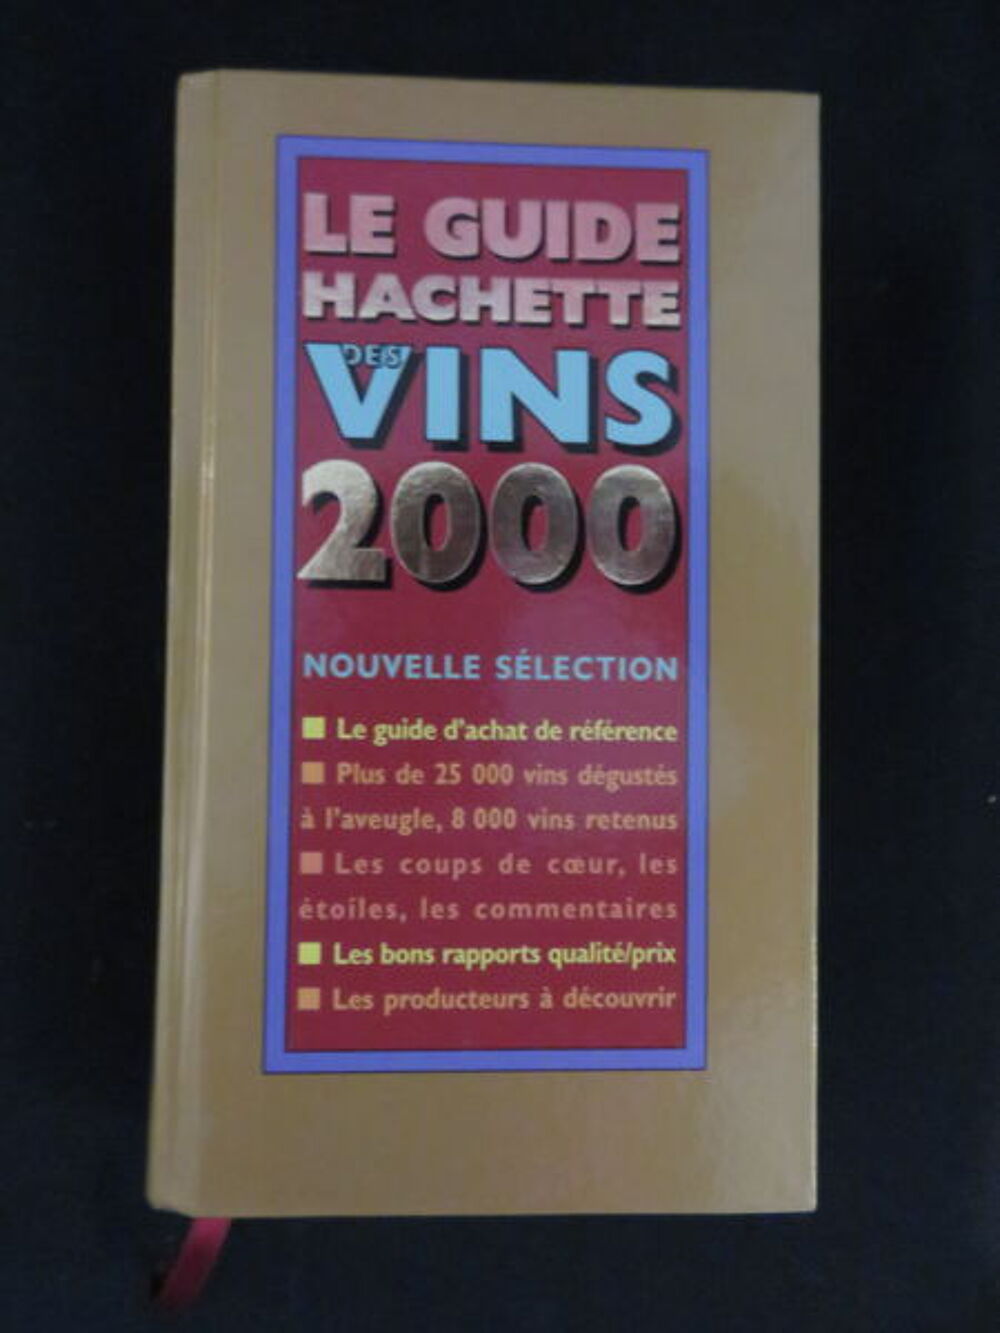 LE GUIDE
HACHETTE
DES
VINS
2000
NOUVELLE SÉLECTION
Le guide d'achat de référence
Plus de 25 000 vins dégustés
à l'aveugle, 8 000 vins retenus
Les coups de cœur, les
étoiles, les commentaires
Les bons rapports qualité/prix
Les producteurs à découvrir